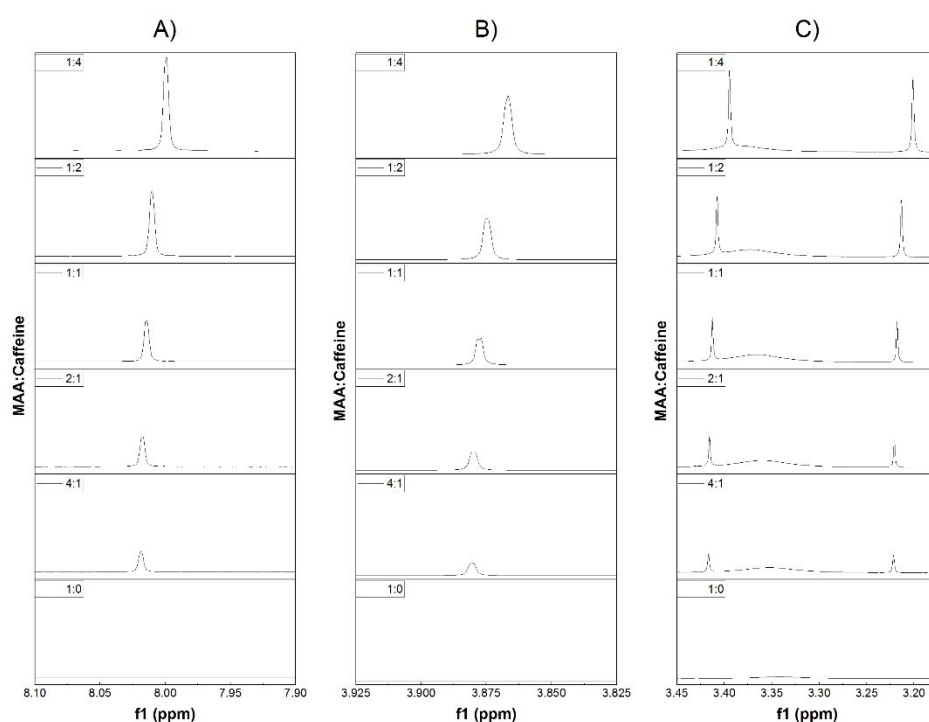 A)
B)
C)
MAA:Caffeine
1:4
1:2
1:1
2:1
4:1
1:0
8.10 8.05 8.00 7.95 7.90
f1 (ppm)
MAA:Caffeine
1:4
1:2
1:1
2:1
4:1
1:0
3.925 3.900 3.875 3.850 3.825
f1 (ppm)
MAA:Caffeine
1:4
1:2
1:1
2:1
4:1
1:0
3.45 3.40 3.35 3.30 3.25 3.20
f1 (ppm)